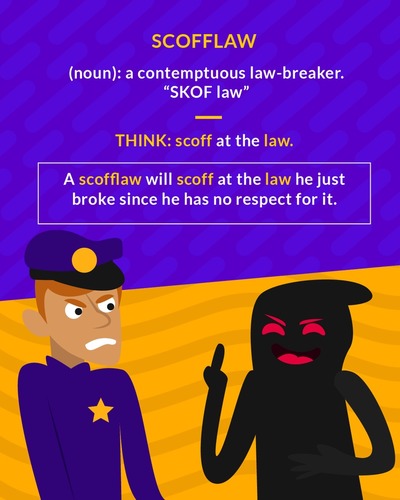 SCOFFLAW
(noun): a contemptuous law-breaker.
“SKOF law”
THINK: scoff at the law.
A scofflaw will scoff at the law he just
broke since he has no respect for it.